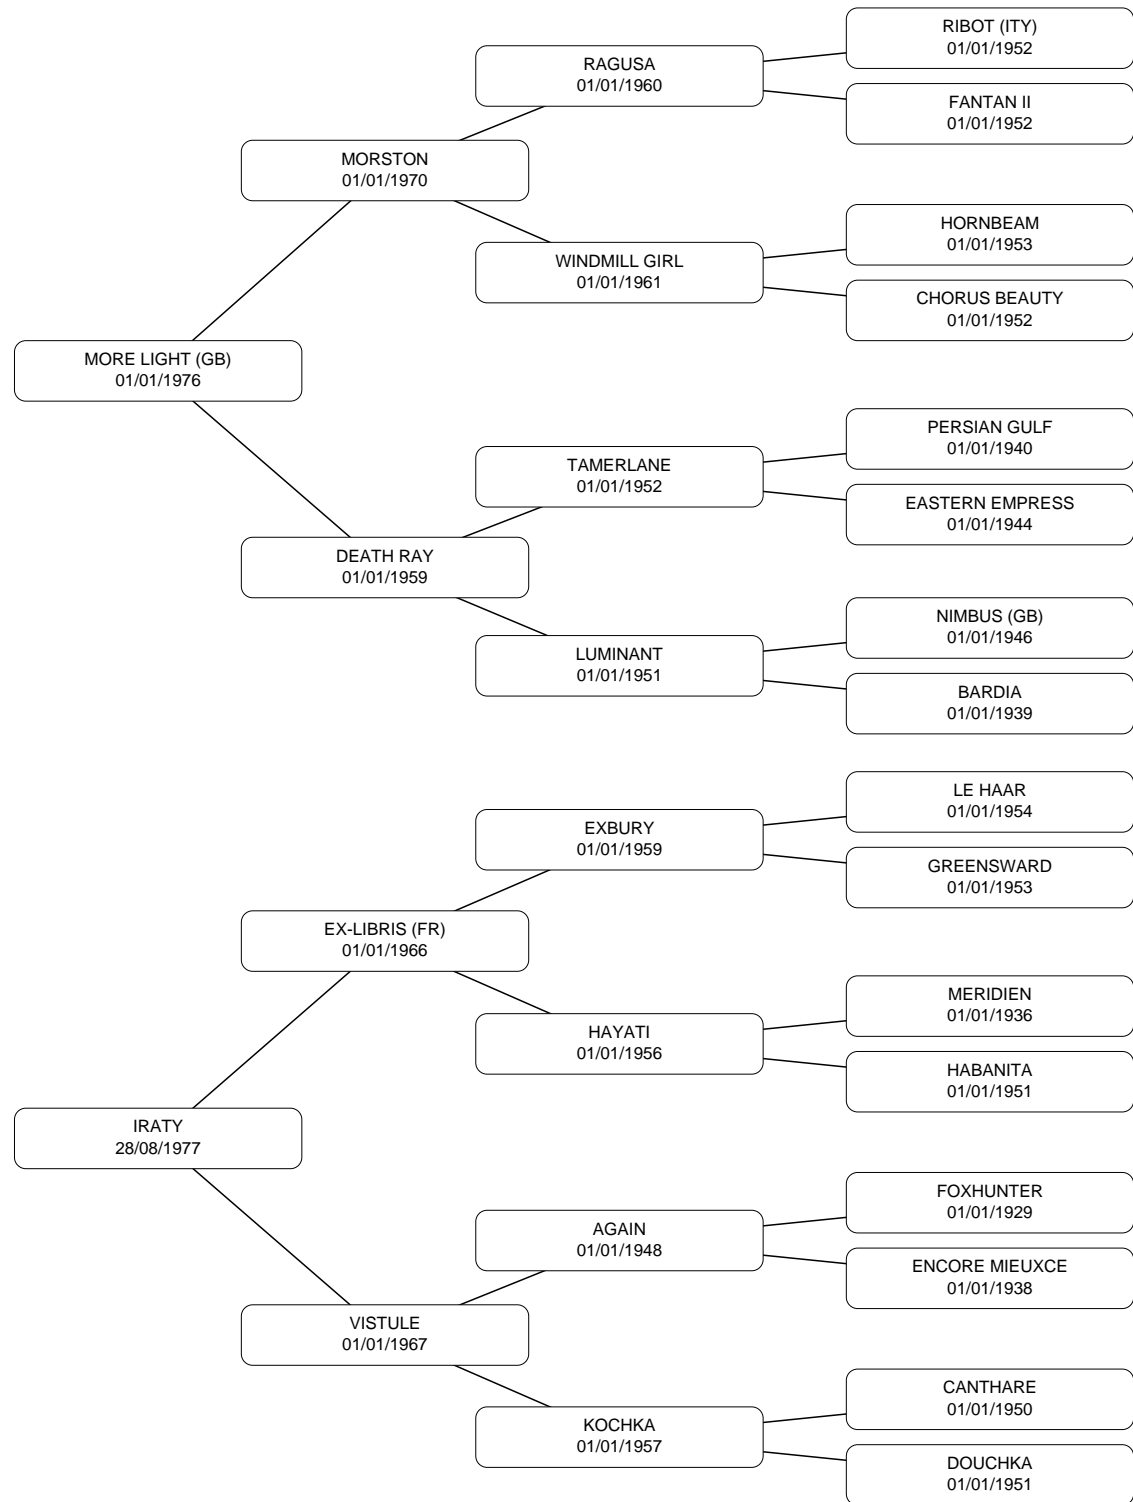 RIBOT (ITY)
01/01/1952
RAGUSA
01/01/1960
FANTAN II
01/01/1952
MORSTON
01/01/1970
HORNBEAM
01/01/1953
WINDMILL GIRL
01/01/1961
CHORUS BEAUTY
01/01/1952
MORE LIGHT (GB)
01/01/1976
PERSIAN GULF
01/01/1940
TAMERLANE
01/01/1952
EASTERN EMPRESS
01/01/1944
DEATH RAY
01/01/1959
NIMBUS (GB)
01/01/1946
LUMINANT
01/01/1951
BARDIA
01/01/1939
LE HAAR
01/01/1954
EXBURY
01/01/1959
GREENSWARD
01/01/1953
EX-LIBRIS (FR)
01/01/1966
MERIDIEN
01/01/1936
HAYATI
01/01/1956
HABANITA
01/01/1951
IRATY
28/08/1977
FOXHUNTER
01/01/1929
AGAIN
01/01/1948
ENCORE MIEUXCE
01/01/1938
VISTULE
01/01/1967
CANTHARE
01/01/1950
KOCHKA
01/01/1957
DOUCHKA
01/01/1951